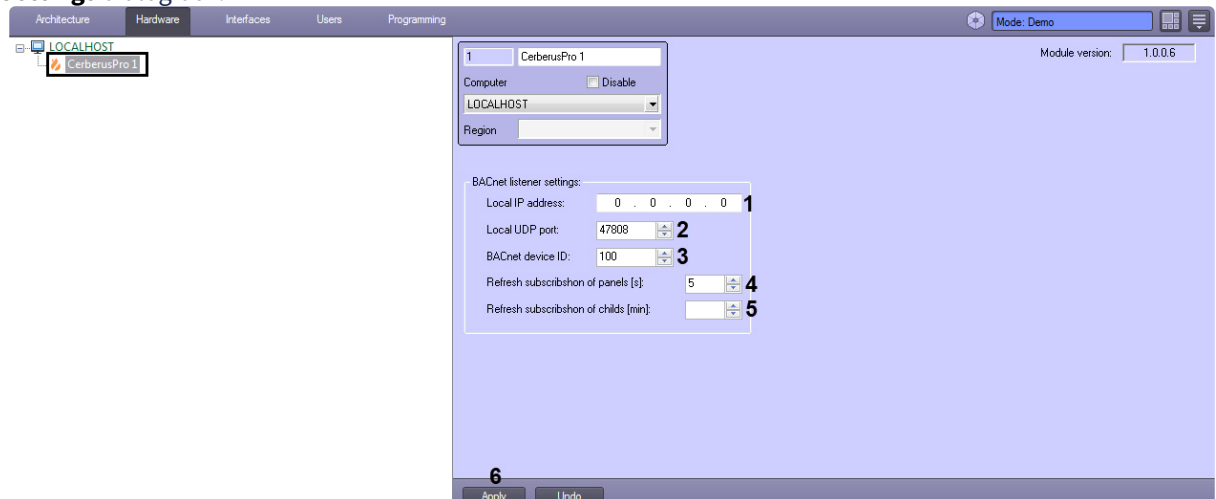 Architecture Hardware Interfaces Users Programming Mode: Demo
LOCALHOST
CerberusPro 1
1 CerberusPro 1
Module version: 1.0.0.6
Computer Disable
LOCALHOST
Region
BACnet listener settings:
Local IP address: 0 . 0 . 0 . 0 1
Local UDP port: 47808 2
BACnet device ID: 100 3
Refresh subscribshon of panels [s]: 5 4
Refresh subscribshon of childs [min]: 5
6
Apply Undo